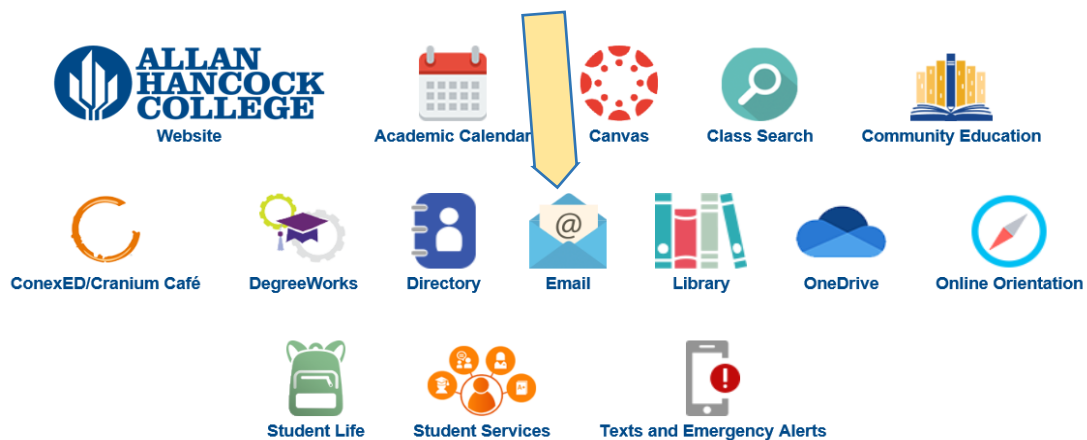 ALLAN
HANCOCK
COLLEGE
Website
Academic Calendar
Canvas
Class Search
Community Education
ConexED/Cranium Café
DegreeWorks
Directory
@
Email
Library
OneDrive
Online Orientation
Student Life
Student Services
!
Texts and Emergency Alerts